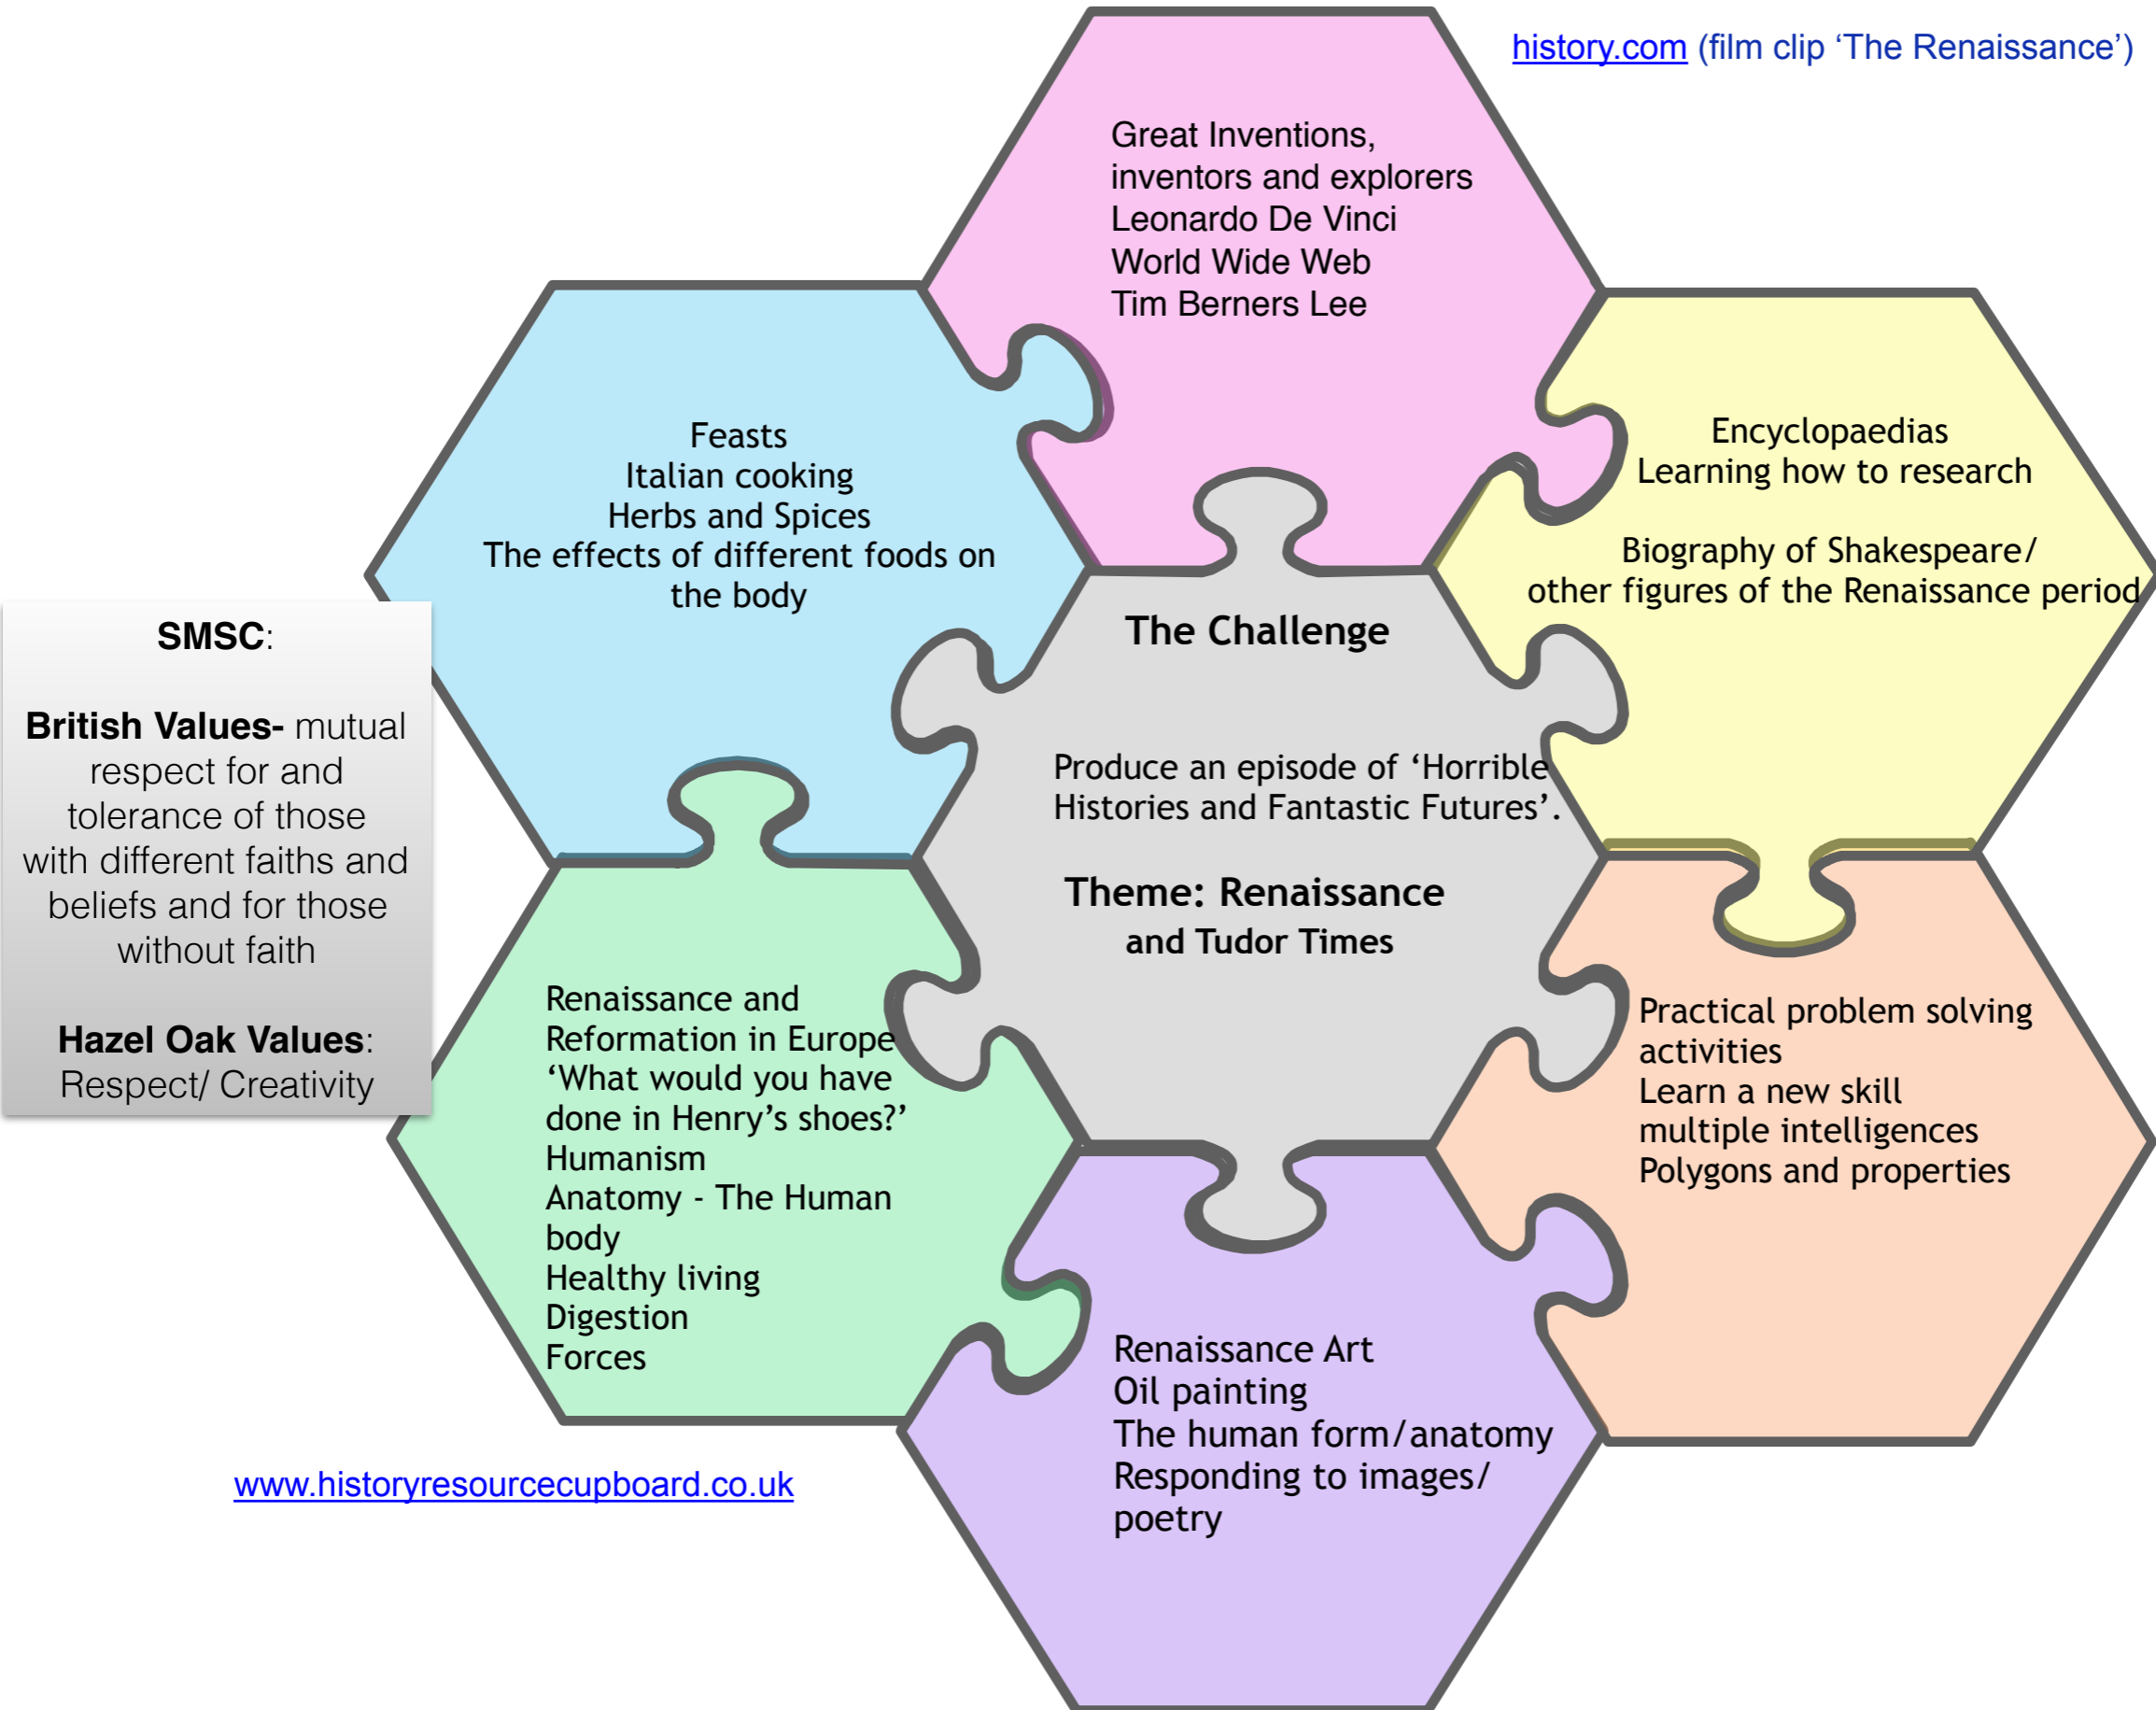 history.com (film clip ‘The Renaissance’)
Great Inventions,
inventors and explorers
Leonardo De Vinci
World Wide Web
Tim Berners Lee
Feasts
Italian cooking
Herbs and Spices
The effects of different foods on
the body
Encyclopaedias
Learning how to research
Biography of Shakespeare/
other figures of the Renaissance period
SMSC:
British Values- mutual
respect for and
tolerance of those
with different faiths and
beliefs and for those
without faith
Hazel Oak Values:
Respect/ Creativity
The Challenge
Produce an episode of ‘Horrible
Histories and Fantastic Futures’.
Theme: Renaissance
and Tudor Times
Renaissance and
Reformation in Europe
‘What would you have
done in Henry’s shoes?’
Humanism
Anatomy - The Human
body
Healthy living
Digestion
Forces
Practical problem solving
activities
Learn a new skill
multiple intelligences
Polygons and properties
Renaissance Art
Oil painting
The human form/anatomy
Responding to images/
poetry
www.historyresourcecupboard.co.uk